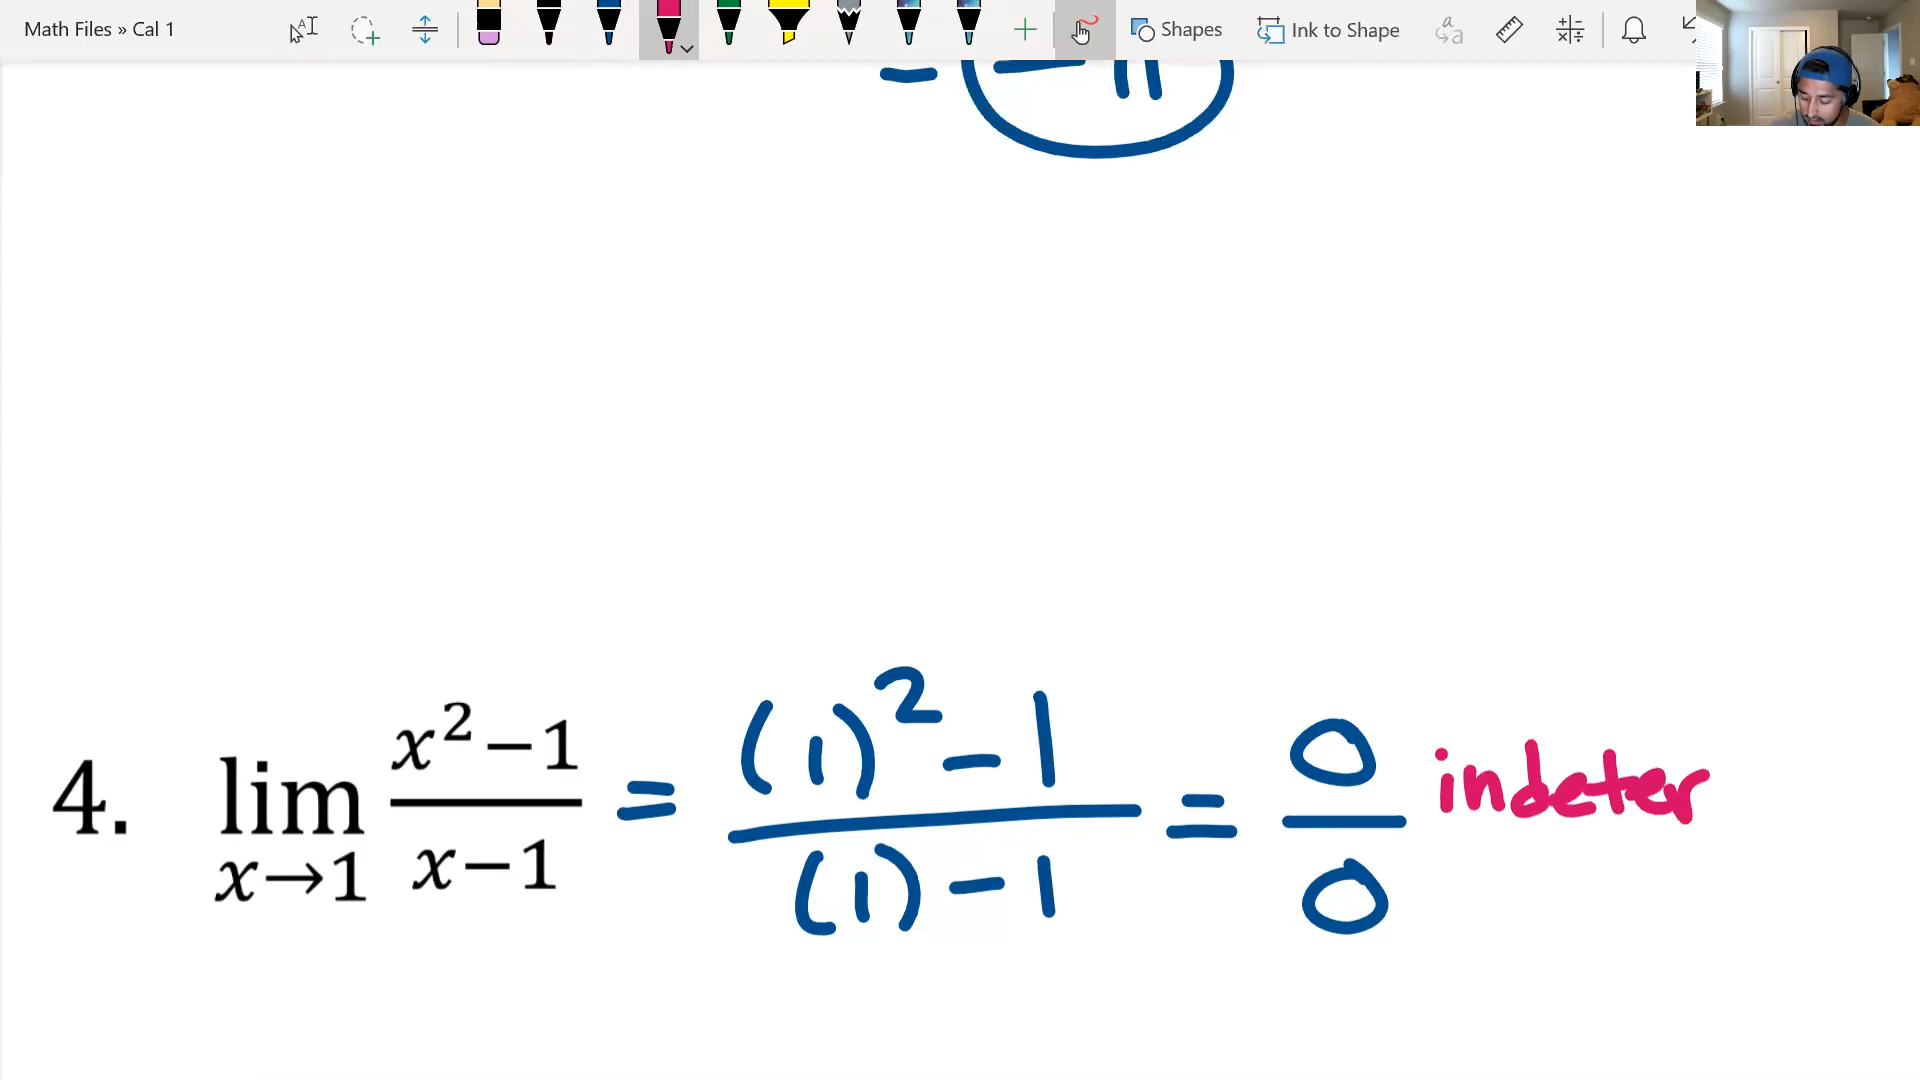 Math Files » Cal 1
Shapes
Ink to Shape
4. lim x→1 x² − 1 / x − 1 = (1)² − 1 / (1) − 1 = 0 / 0 indeter